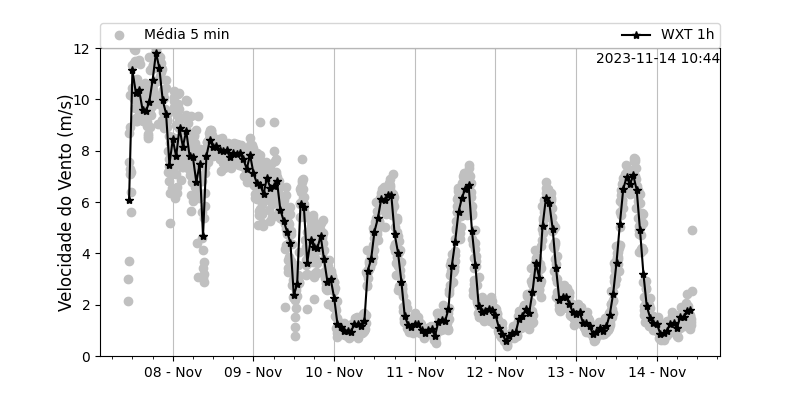 Média 5 min WXT 1h
2023-11-14 10:44
Velocidade do Vento (m/s)
12
10
8
6
4
2
0
08 - Nov 09 - Nov 10 - Nov 11 - Nov 12 - Nov 13 - Nov 14 - Nov